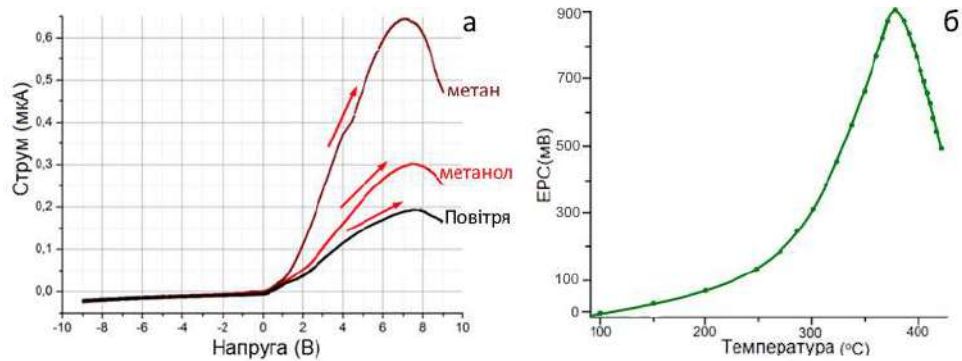 а
0,6
0,5
0,4
0,3
0,2
0,1
0,0
Струм (мкА)
метан
метанол
Повітря
-10 -8 -6 -4 -2 0 2 4 6 8 10
Напруга (В)
б
900
700
500
300
100
0
ЕРС(мВ)
100 200 300 400
Температура (°С)